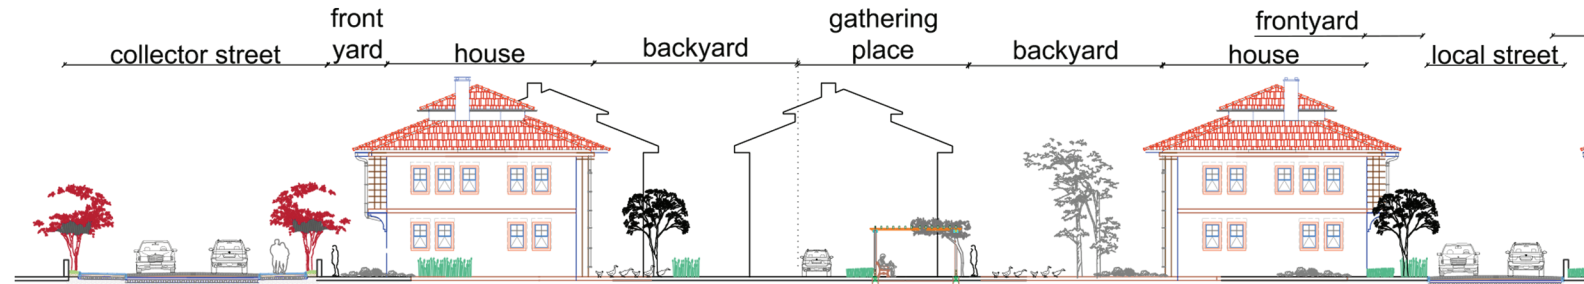 front
yard
collector street
house
backyard
gathering
place
backyard
frontyard
house
local street